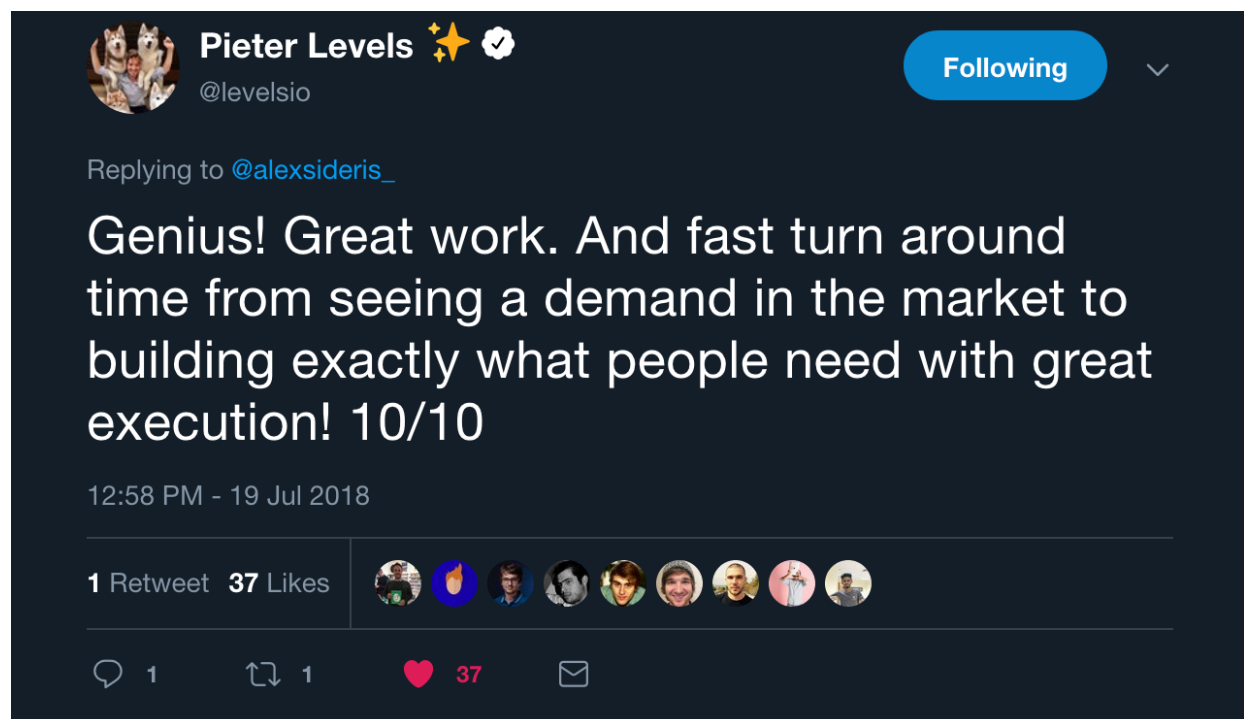 Pieter Levels ✨
@levelsio
Following
Replying to @alexsideris_
Genius! Great work. And fast turn around
time from seeing a demand in the market to
building exactly what people need with great
execution! 10/10
12:58 PM - 19 Jul 2018
1 Retweet 37 Likes
1 1 37